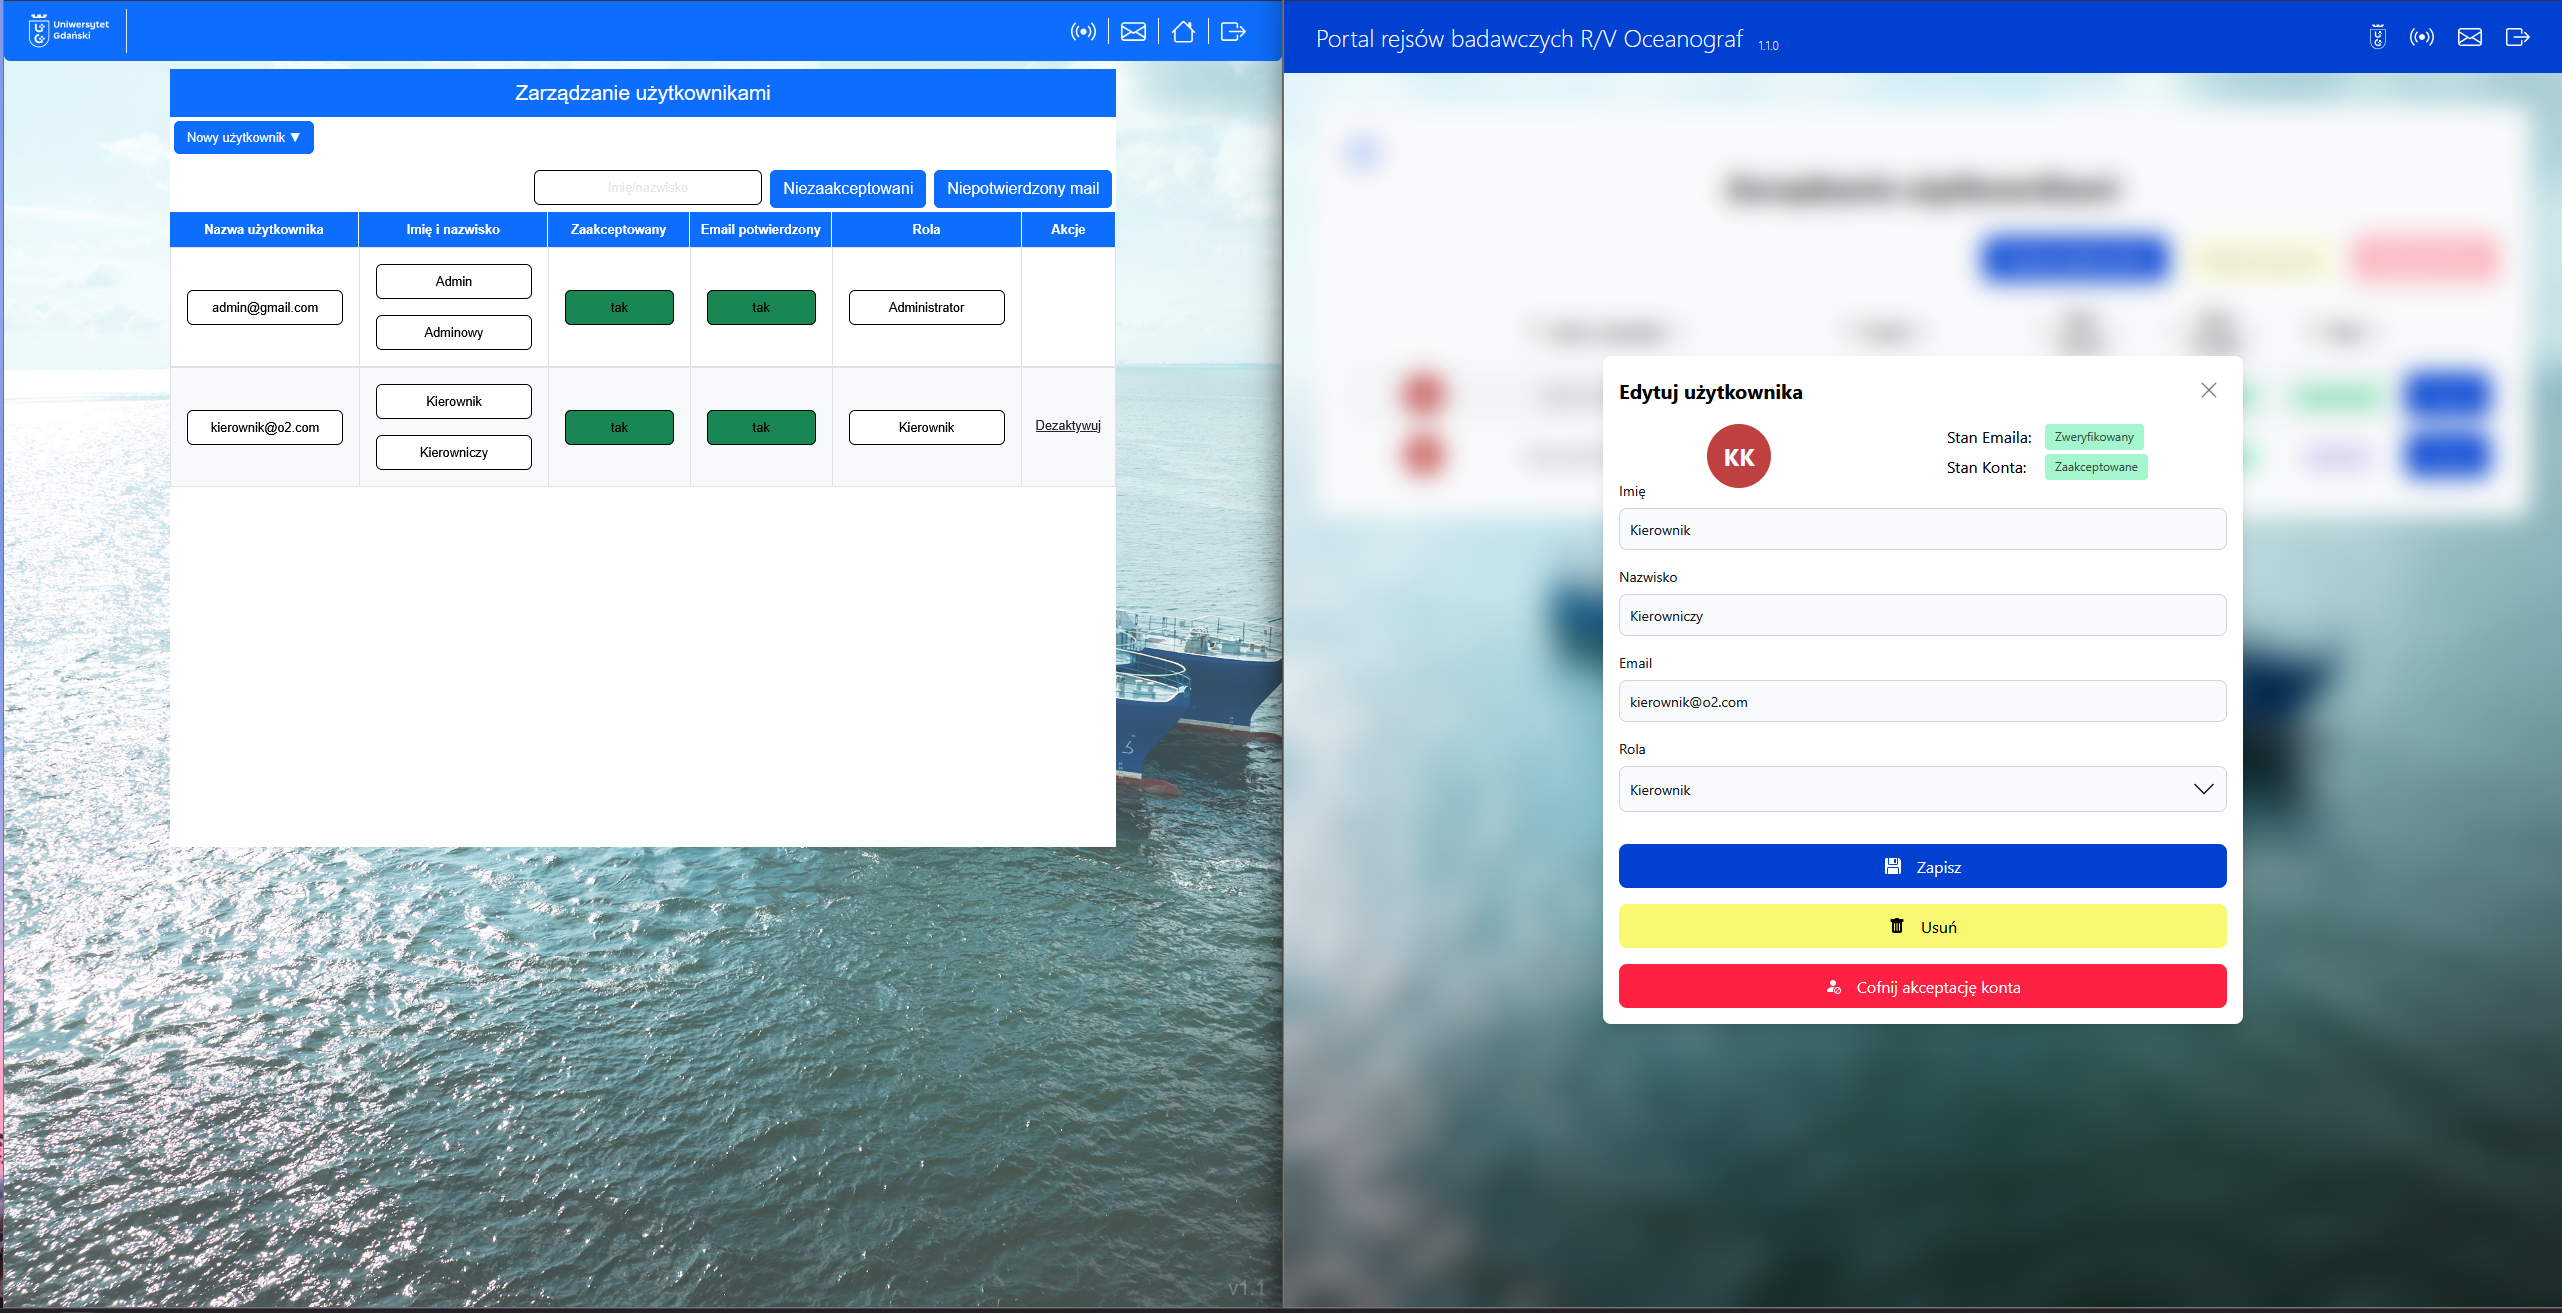 Uniwersytet
Gdański
Zarządzanie użytkownikami
Nowy użytkownik ▼
Imię/nazwisko
Niezaakceptowani
Niepotwierdzony mail
Nazwa użytkownika
Imię i nazwisko
Zaakceptowany
Email potwierdzony
Rola
Akcje
admin@gmail.com
Admin
Adminowy
tak
tak
Administrator
kierownik@o2.com
Kierownik
Kierowniczy
tak
tak
Kierownik
Dezaktywuj
v1.1
Portal rejsów badawczych R/V Oceanograf 1.1.0
Edytuj użytkownika
KK
Stan Emaila: Zweryfikowany
Stan Konta: Zaakceptowane
Imię
Kierownik
Nazwisko
Kierowniczy
Email
kierownik@o2.com
Rola
Kierownik
Zapisz
Usuń
Cofnij akceptację konta